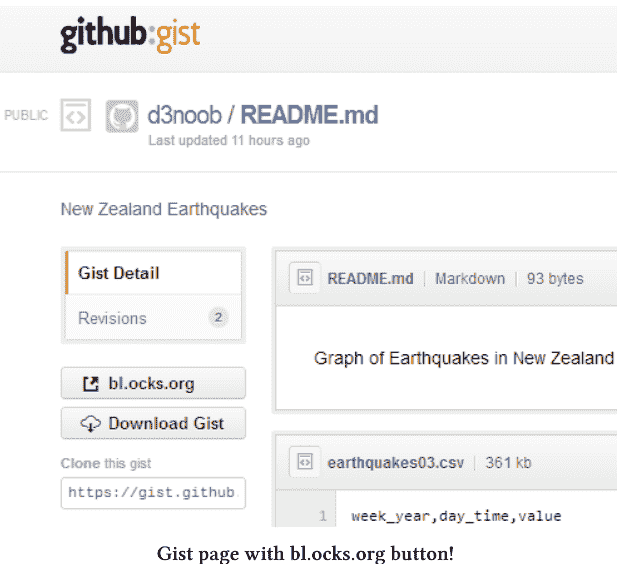 github:gist
PUBLIC
d3noob / README.md
Last updated 11 hours ago
New Zealand Earthquakes
Gist Detail
Revisions 2
bl.ocks.org
Download Gist
Clone this gist
https://gist.github
README.md | Markdown | 93 bytes
Graph of Earthquakes in New Zealand
earthquakes03.csv | 361 kb
1 week_year,day_time,value
Gist page with bl.ocks.org button!